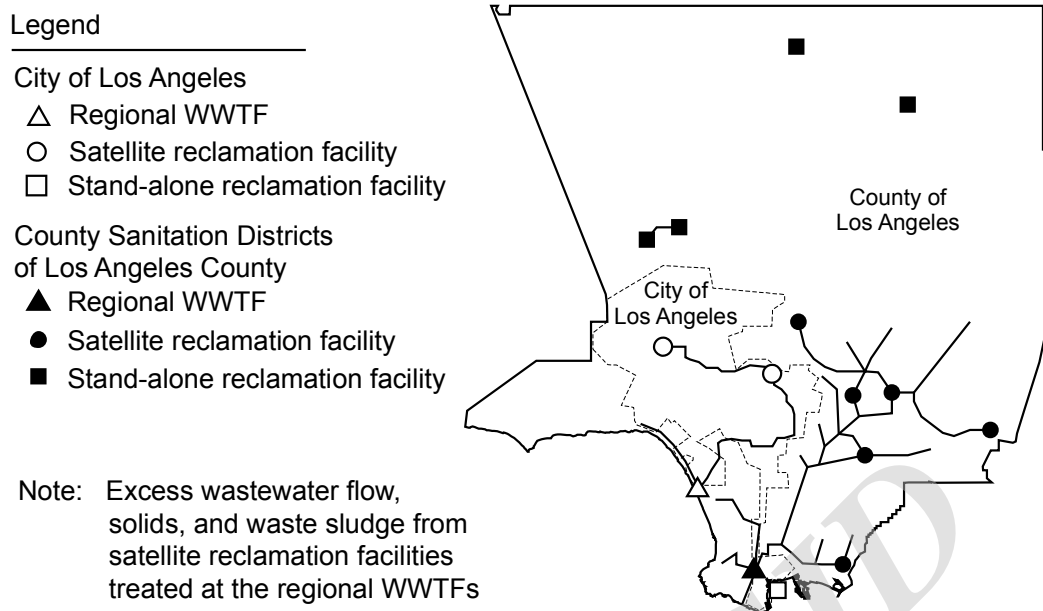 Legend
City of Los Angeles
Regional WWTF
Satellite reclamation facility
Stand-alone reclamation facility
County Sanitation Districts
of Los Angeles County
Regional WWTF
Satellite reclamation facility
Stand-alone reclamation facility
Note: Excess wastewater flow,
solids, and waste sludge from
satellite reclamation facilities
treated at the regional WWTFs
County of
Los Angeles
City of
Los Angeles